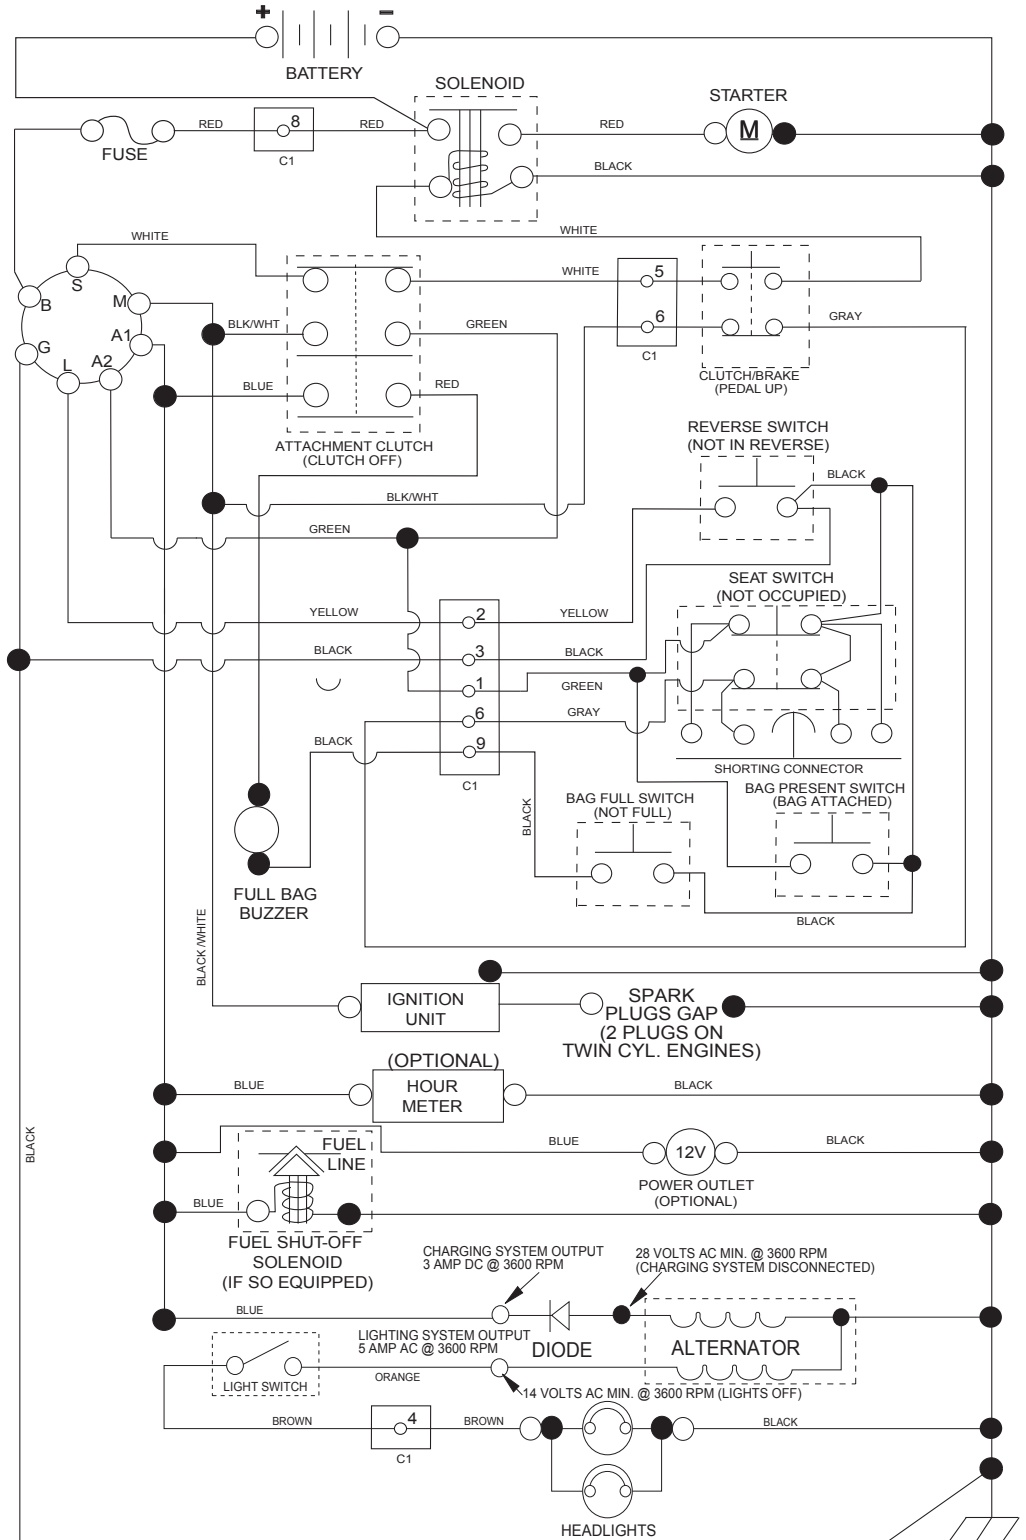 + −
BATTERY
SOLENOID
STARTER
RED 8 RED RED M
FUSE
C1
BLACK
WHITE
WHITE
S
WHITE 5
B
M
BLK/WHT GREEN 6 GRAY
A1
G
C1
L A2
CLUTCH/BRAKE
(PEDAL UP)
BLUE RED
REVERSE SWITCH
(NOT IN REVERSE)
ATTACHMENT CLUTCH
(CLUTCH OFF)
BLACK
BLK/WHT
GREEN
SEAT SWITCH
(NOT OCCUPIED)
YELLOW 2 YELLOW
BLACK 3 BLACK
1 GREEN
6 GRAY
BLACK 9
SHORTING CONNECTOR
C1
BAG PRESENT SWITCH
(BAG ATTACHED)
BAG FULL SWITCH
(NOT FULL)
BLACK
FULL BAG
BUZZER
BLACK
BLACK /WHITE
IGNITION
UNIT
SPARK
PLUGS GAP
(2 PLUGS ON
TWIN CYL. ENGINES)
(OPTIONAL)
BLUE HOUR
METER
BLACK
BLACK
FUEL
LINE
BLUE 12V BLACK
POWER OUTLET
(OPTIONAL)
BLUE
FUEL SHUT-OFF
SOLENOID
(IF SO EQUIPPED)
CHARGING SYSTEM OUTPUT
3 AMP DC @ 3600 RPM
28 VOLTS AC MIN. @ 3600 RPM
(CHARGING SYSTEM DISCONNECTED)
BLUE
LIGHTING SYSTEM OUTPUT
5 AMP AC @ 3600 RPM
DIODE
ALTERNATOR
LIGHT SWITCH
ORANGE
14 VOLTS AC MIN. @ 3600 RPM (LIGHTS OFF)
BROWN 4 BROWN BLACK
C1
HEADLIGHTS